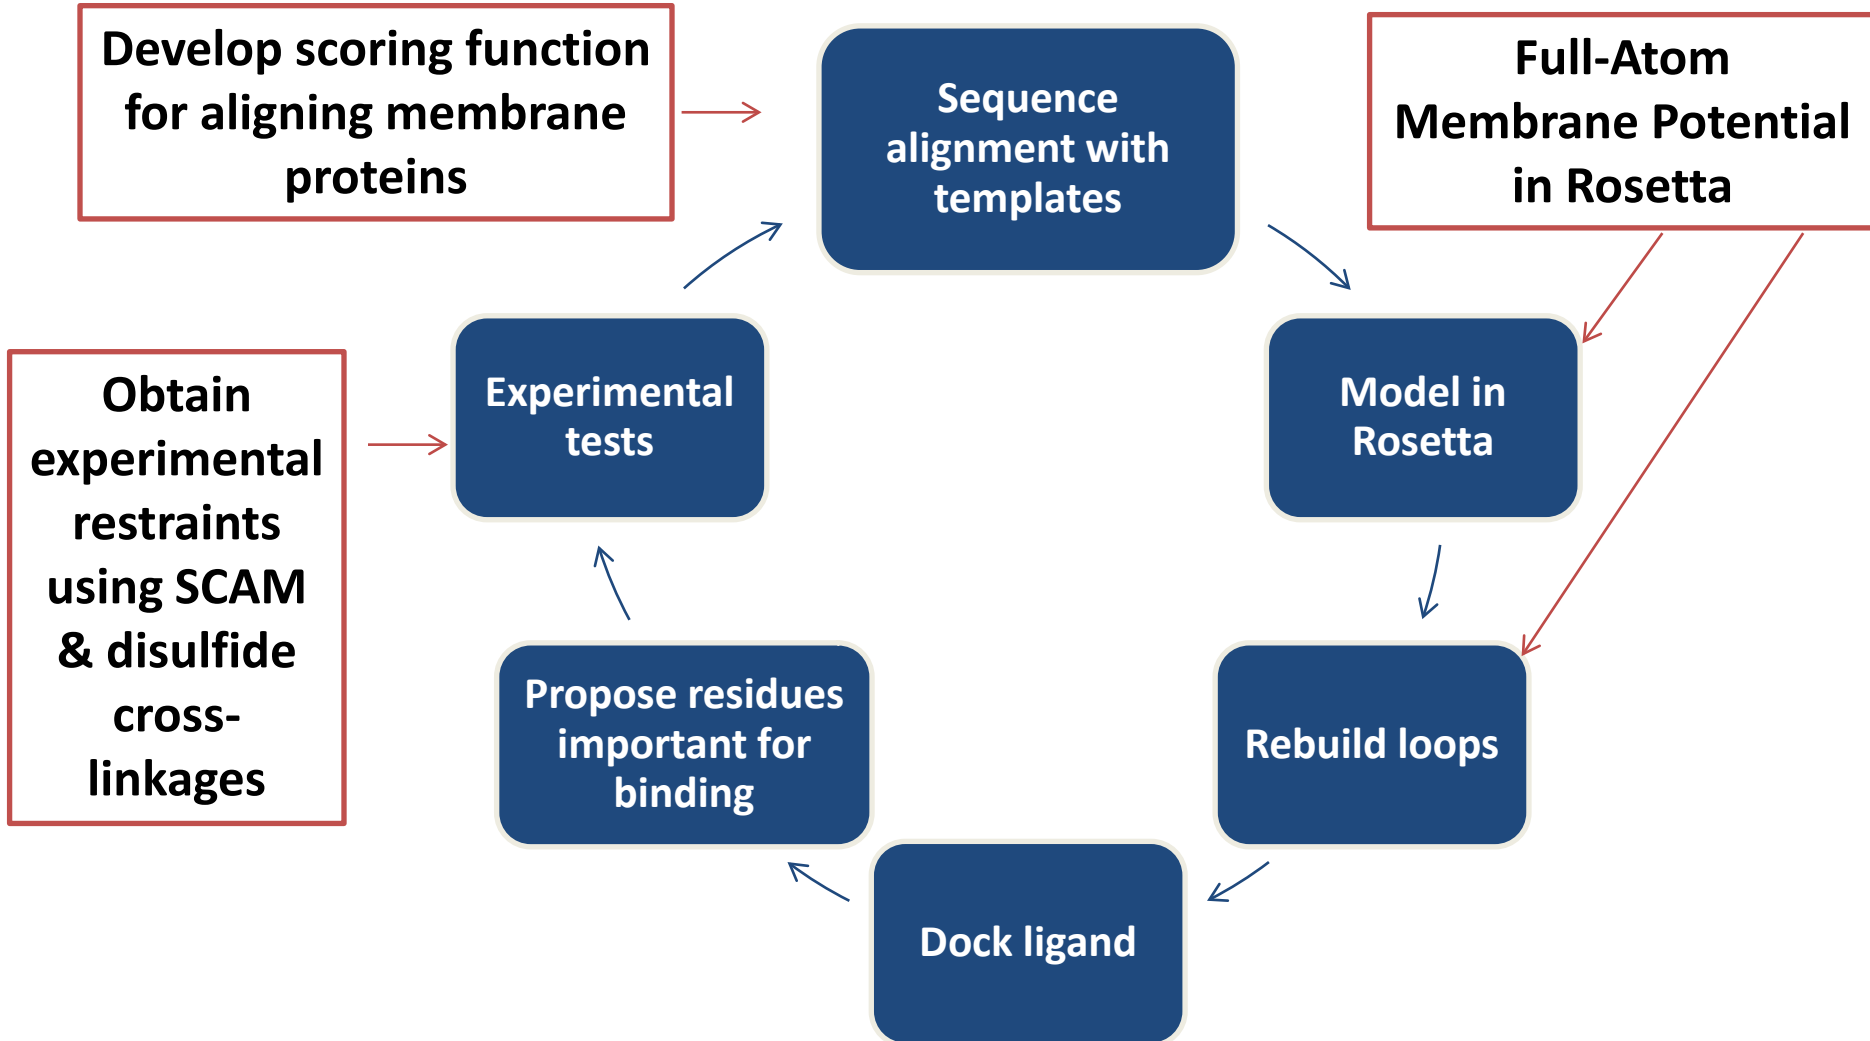 Develop scoring function
for aligning membrane
proteins
Sequence
alignment with
templates
Full-Atom
Membrane Potential
in Rosetta
Obtain
experimental
restraints
using SCAM
& disulfide
cross-
linkages
Experimental
tests
Model in
Rosetta
Propose residues
important for
binding
Rebuild loops
Dock ligand